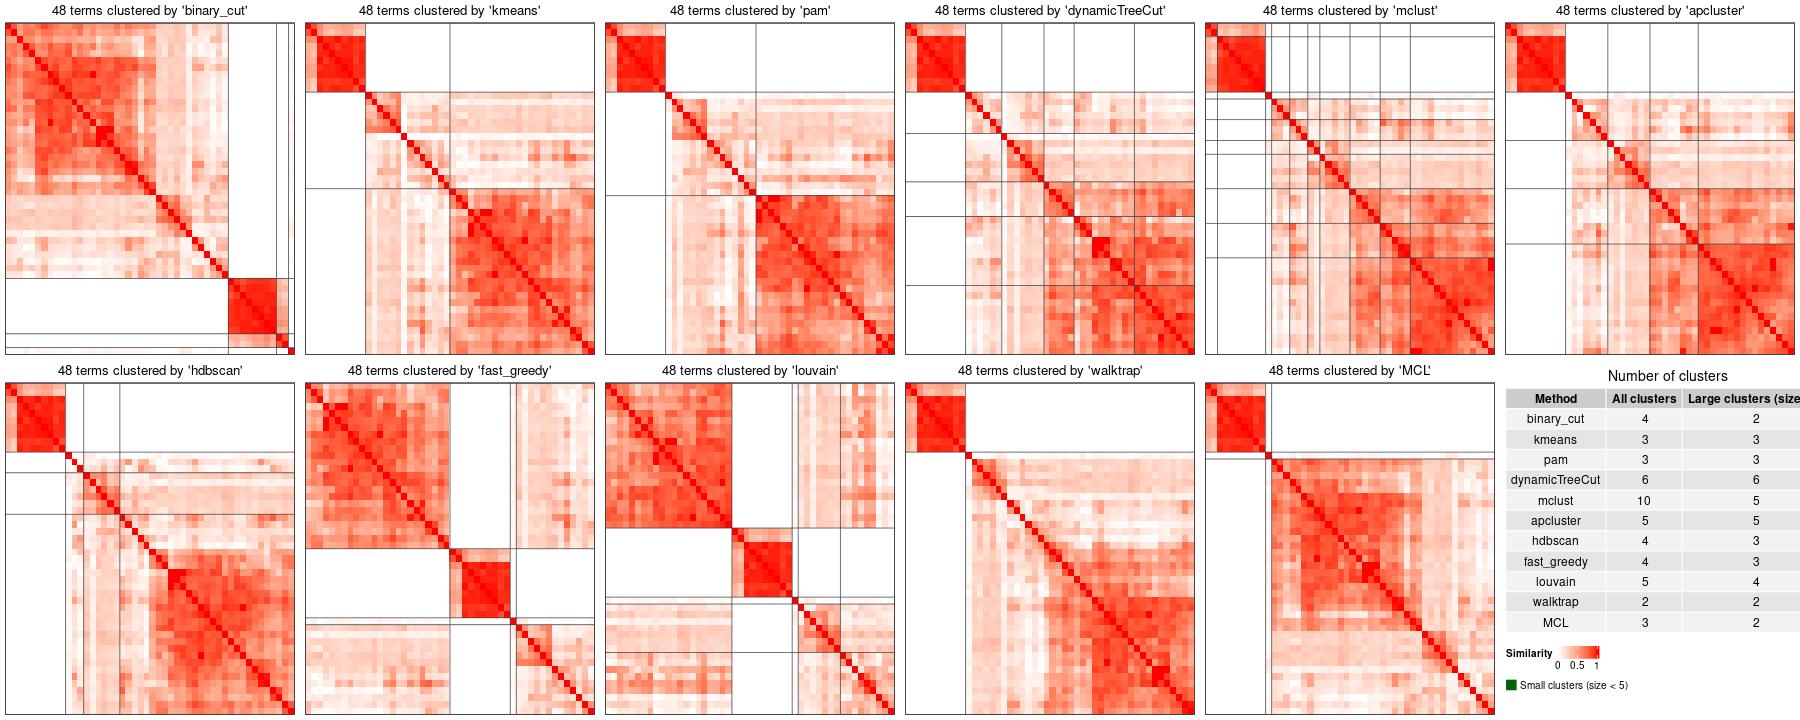 48 terms clustered by 'binary_cut'
48 terms clustered by 'kmeans'
48 terms clustered by 'pam'
48 terms clustered by 'dynamicTreeCut'
48 terms clustered by 'mclust'
48 terms clustered by 'apcluster'
48 terms clustered by 'hdbscan'
48 terms clustered by 'fast_greedy'
48 terms clustered by 'louvain'
48 terms clustered by 'walktrap'
48 terms clustered by 'MCL'
Number of clusters
Method All clusters Large clusters (size
binary_cut 4 2
kmeans 3 3
pam 3 3
dynamicTreeCut 6 6
mclust 10 5
apcluster 5 5
hdbscan 4 3
fast_greedy 4 3
louvain 5 4
walktrap 2 2
MCL 3 2
Similarity
0 0.5 1
Small clusters (size < 5)